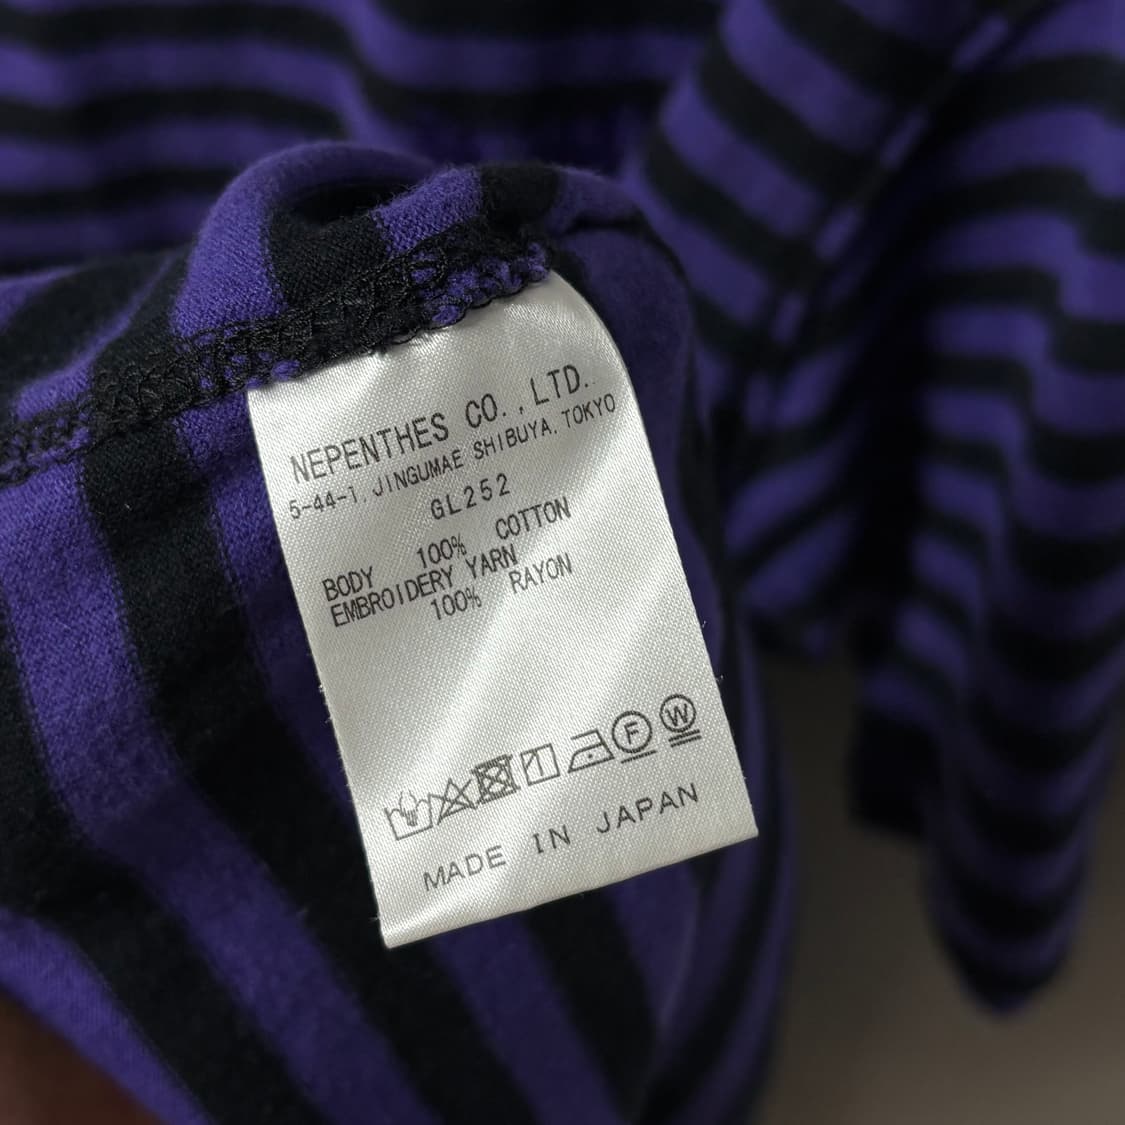 NEPENTHES CO.,LTD.
5-44-1, JINGUMAE SHIBUYA, TOKYO
GL252
BODY 100% COTTON
EMBROIDERY YARN
100% RAYON
F W
MADE IN JAPAN